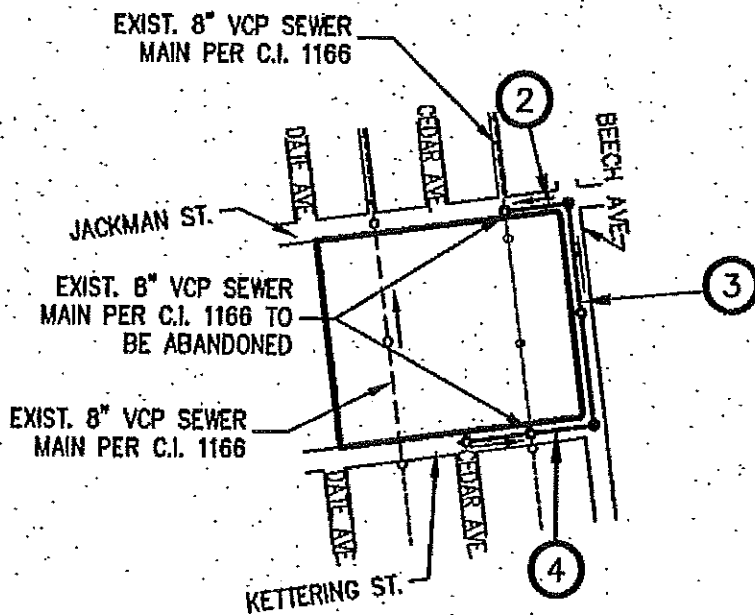 EXIST. 8" VCP SEWER
MAIN PER C.I. 1166
2
DATE AVE
CEDAR AVE
BEECH AVE
JACKMAN ST.
EXIST. 8" VCP SEWER
MAIN PER C.I. 1166 TO
BE ABANDONED
3
EXIST. 8" VCP SEWER
MAIN PER C.I. 1166
DATE AVE
CEDAR AVE
KETTERING ST.
4